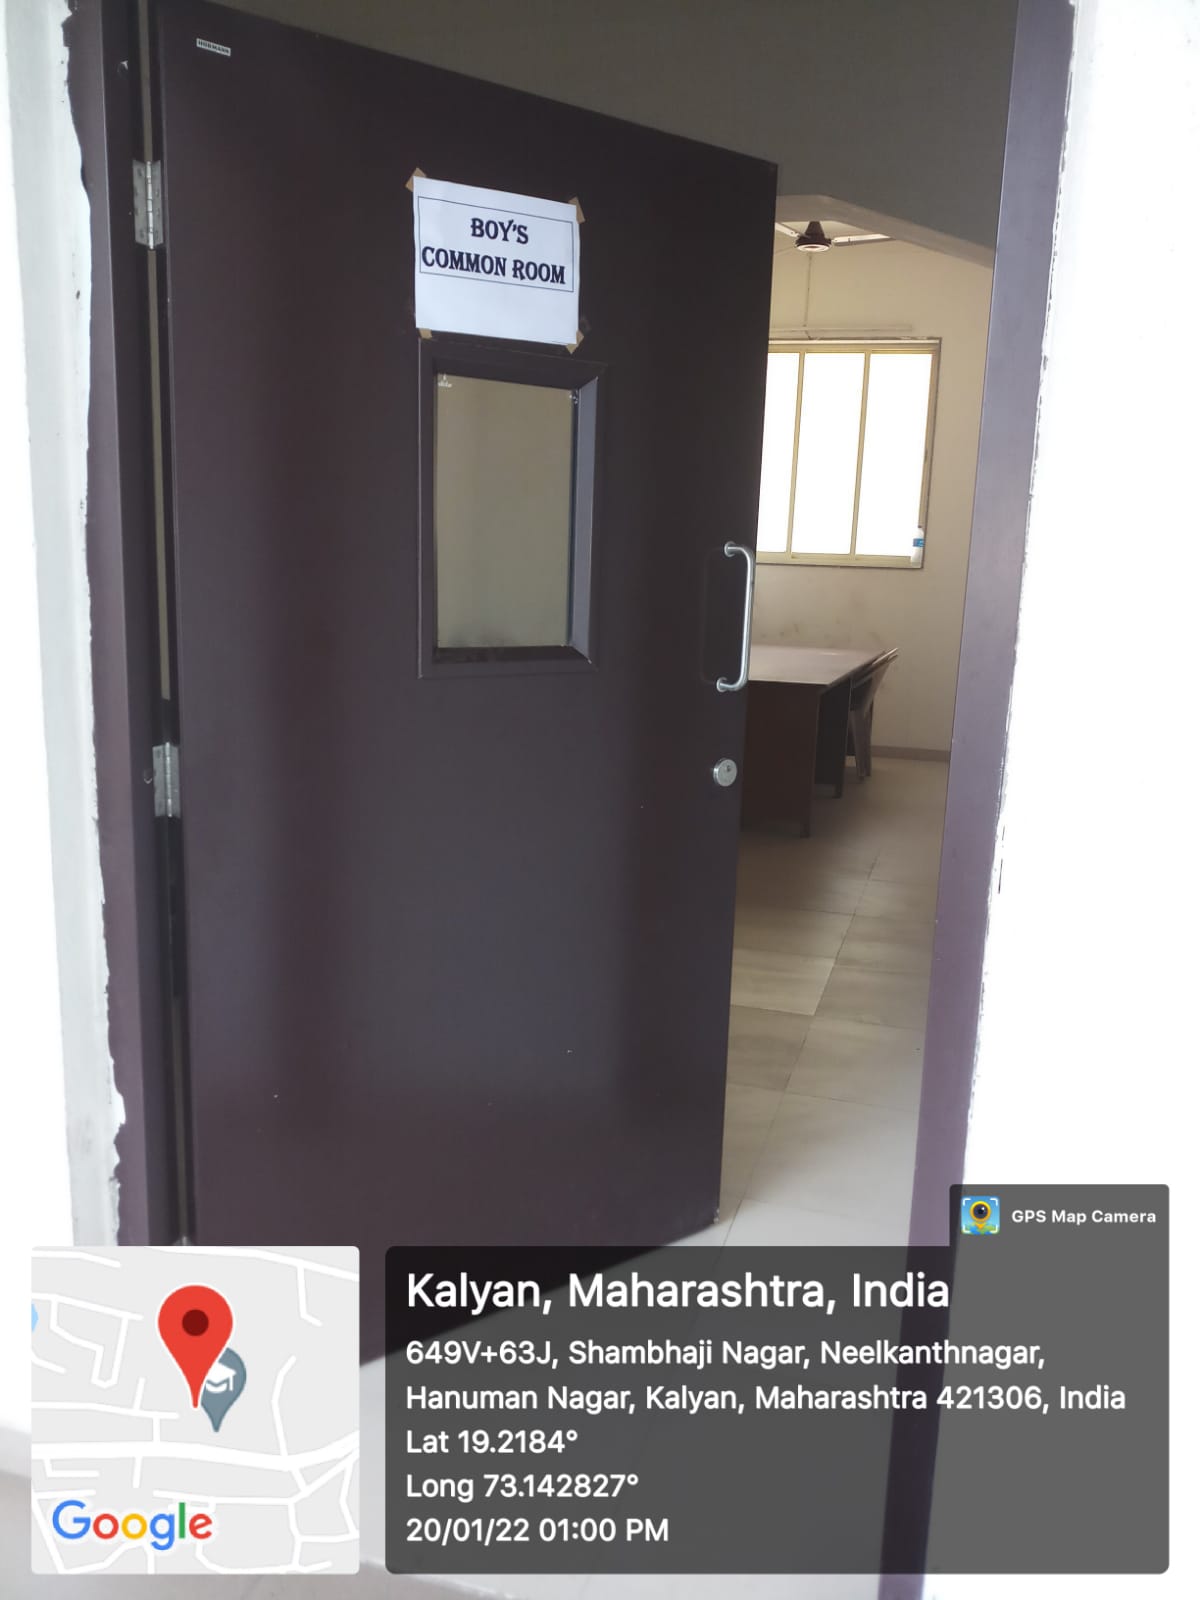 HÖRMANN
BOY'S
COMMON ROOM
GPS Map Camera
Kalyan, Maharashtra, India
649V+63J, Shambhaji Nagar, Neelkanthnagar,
Hanuman Nagar, Kalyan, Maharashtra 421306, India
Lat 19.2184°
Long 73.142827°
20/01/22 01:00 PM
Google